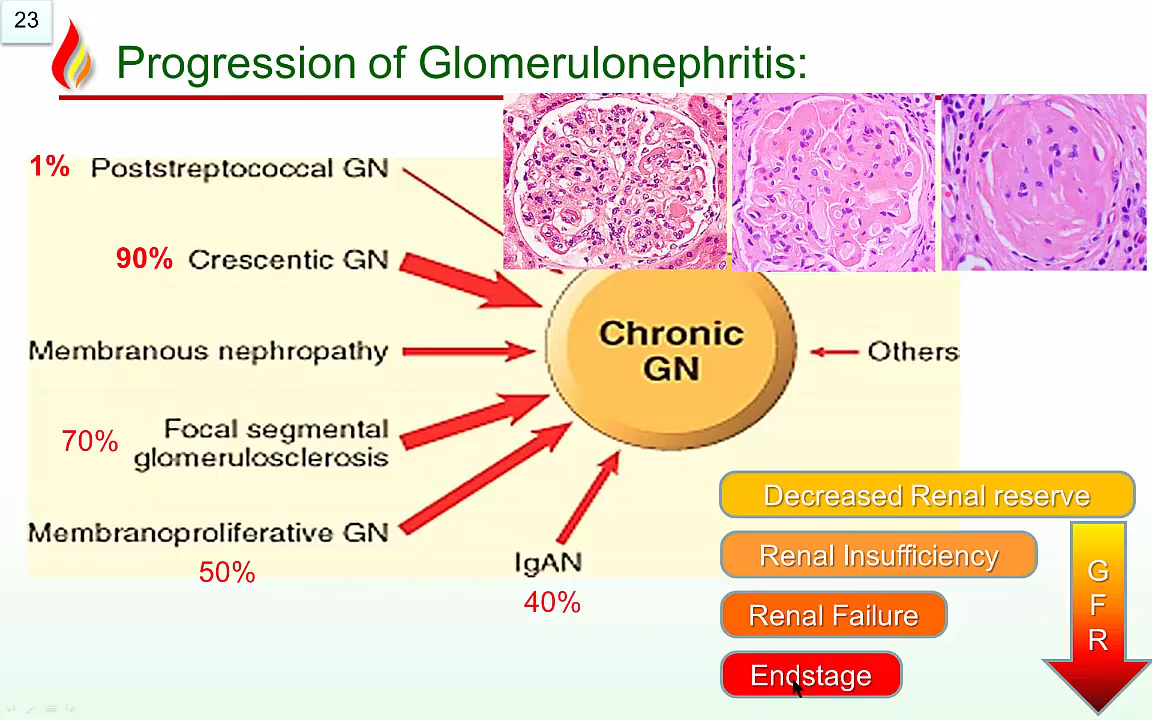 23
Progression of Glomerulonephritis:
1% Poststreptococcal GN
90% Crescentic GN
Membranous nephropathy
70% Focal segmental
glomerulosclerosis
Membranoproliferative GN
50%
IgAN
40%
Chronic
GN
Others
Decreased Renal reserve
Renal Insufficiency
Renal Failure
Endstage
G
F
R